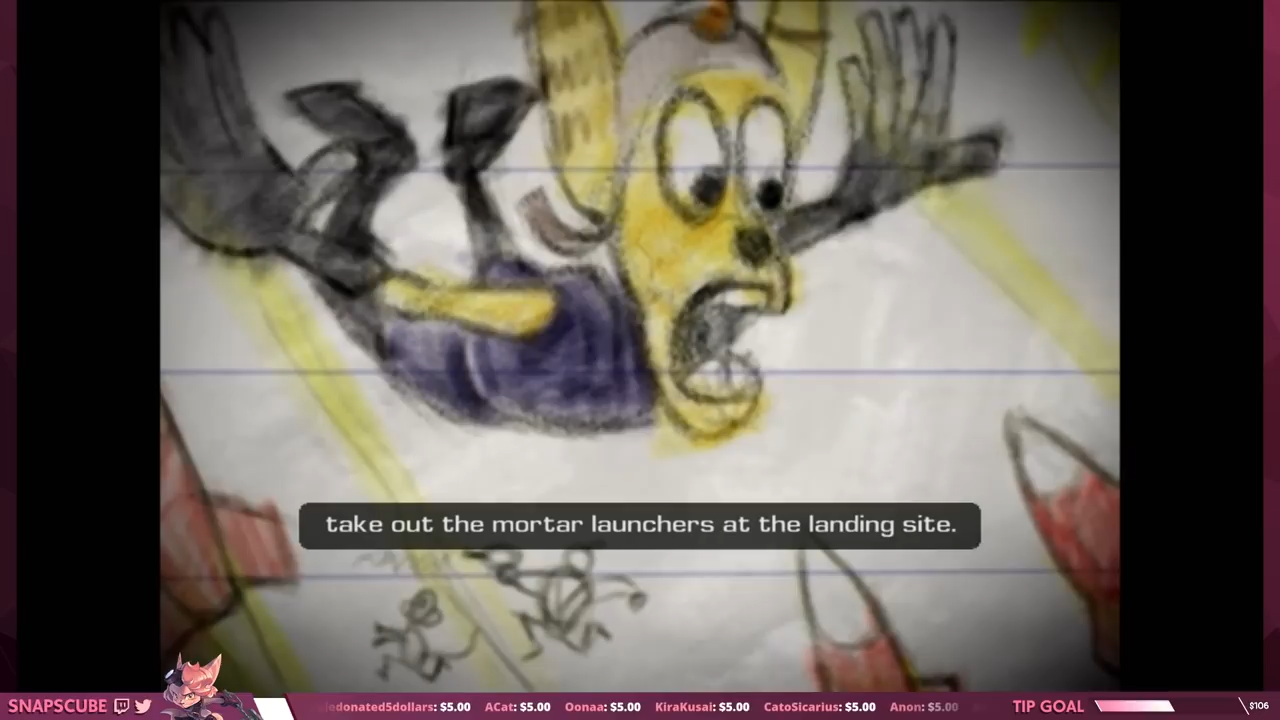 take out the mortar launchers at the landing site.
SNAPSCUBE edonated5dollars: $5.00 ACat: $5.00 Oonaa: $5.00 KiraKusai: $5.00 CatoSicarius: $5.00 Anon: $5.00 TIP GOAL $106